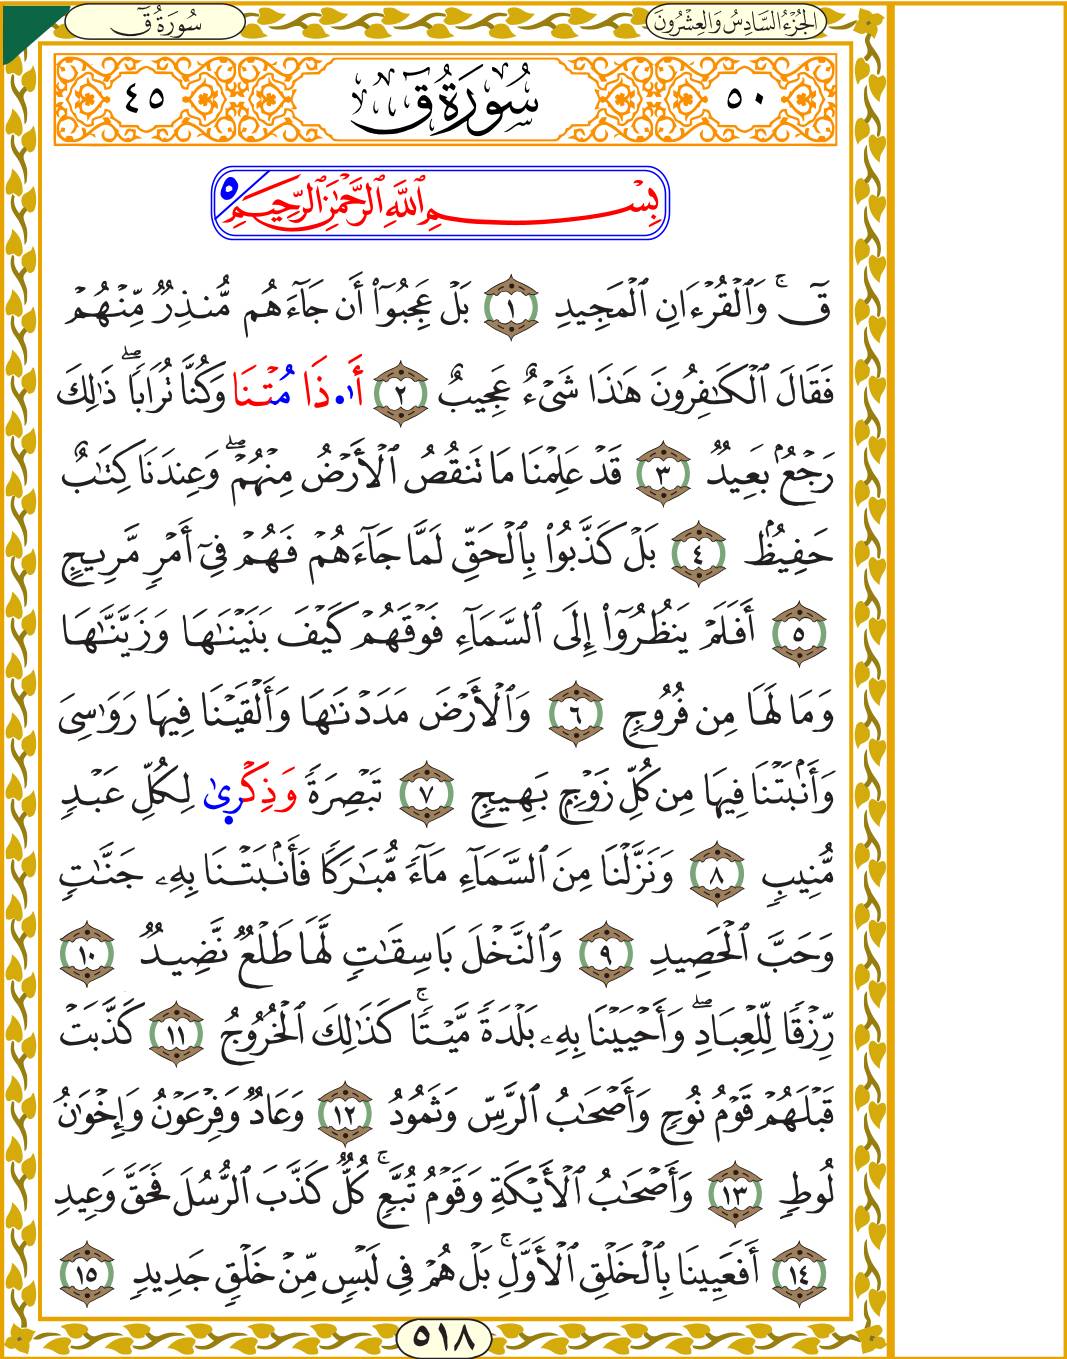 سُورَةُ قٓ
الجُزْءُ السَّادِسُ وَالعِشْرُونَ
٤٥ سُورَةُ قٓ ٥٠
بِسْمِ ٱللَّهِ ٱلرَّحْمَٰنِ ٱلرَّحِيمِ ٥
قٓۚ وَٱلْقُرْءَانِ ٱلْمَجِيدِ ١ بَلْ عَجِبُوٓا۟ أَن جَآءَهُم مُّنذِرٌ مِّنْهُمْ
فَقَالَ ٱلْكَٰفِرُونَ هَٰذَا شَىْءٌ عَجِيبٌ ٢ أَ.ذَا مُتْنَا وَكُنَّا تُرَابًاۖ ذَٰلِكَ
رَجْعٌۢ بَعِيدٌ ٣ قَدْ عَلِمْنَا مَا تَنقُصُ ٱلْأَرْضُ مِنْهُمْۖ وَعِندَنَا كِتَٰبٌ
حَفِيظٌۢ ٤ بَلْ كَذَّبُوا۟ بِٱلْحَقِّ لَمَّا جَآءَهُمْ فَهُمْ فِىٓ أَمْرٍ مَّرِيجٍ
٥ أَفَلَمْ يَنظُرُوٓا۟ إِلَى ٱلسَّمَآءِ فَوْقَهُمْ كَيْفَ بَنَيْنَٰهَا وَزَيَّنَّٰهَا
وَمَا لَهَا مِن فُرُوجٍ ٦ وَٱلْأَرْضَ مَدَدْنَٰهَا وَأَلْقَيْنَا فِيهَا رَوَٰسِىَ
وَأَنۢبَتْنَا فِيهَا مِن كُلِّ زَوْجٍۭ بَهِيجٍ ٧ تَبْصِرَةً وَذِكْرِىٰ لِكُلِّ عَبْدٍ
مُّنِيبٍ ٨ وَنَزَّلْنَا مِنَ ٱلسَّمَآءِ مَآءً مُّبَٰرَكًا فَأَنۢبَتْنَا بِهِۦ جَنَّٰتٍ
وَحَبَّ ٱلْحَصِيدِ ٩ وَٱلنَّخْلَ بَاسِقَٰتٍ لَّهَا طَلْعٌ نَّضِيدٌ ١٠
رِّزْقًا لِّلْعِبَادِۖ وَأَحْيَيْنَا بِهِۦ بَلْدَةً مَّيْتًاۚ كَذَٰلِكَ ٱلْخُرُوجُ ١١ كَذَّبَتْ
قَبْلَهُمْ قَوْمُ نُوحٍ وَأَصْحَٰبُ ٱلرَّسِّ وَثَمُودُ ١٢ وَعَادٌ وَفِرْعَوْنُ وَإِخْوَٰنُ
لُوطٍ ١٣ وَأَصْحَٰبُ ٱلْأَيْكَةِ وَقَوْمُ تُبَّعٍۚ كُلٌّ كَذَّبَ ٱلرُّسُلَ فَحَقَّ وَعِيدِ
١٤ أَفَعَيِينَا بِٱلْخَلْقِ ٱلْأَوَّلِۚ بَلْ هُمْ فِى لَبْسٍ مِّنْ خَلْقٍ جَدِيدٍ ١٥
٥١٨